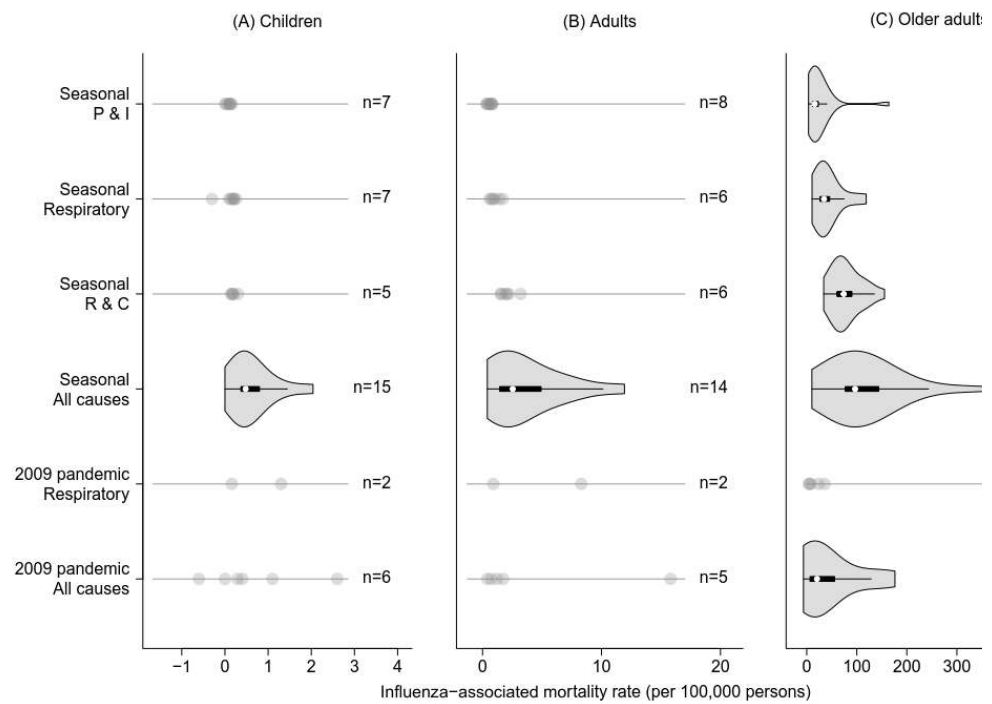 (A) Children
(B) Adults
(C) Older adults
Seasonal
P & I
n=7
n=8
Seasonal
Respiratory
n=7
n=6
Seasonal
R & C
n=5
n=6
Seasonal
All causes
n=15
n=14
2009 pandemic
Respiratory
n=2
n=2
2009 pandemic
All causes
n=6
n=5
−1 0 1 2 3 4
0 10 20
0 100 200 300
Influenza−associated mortality rate (per 100,000 persons)